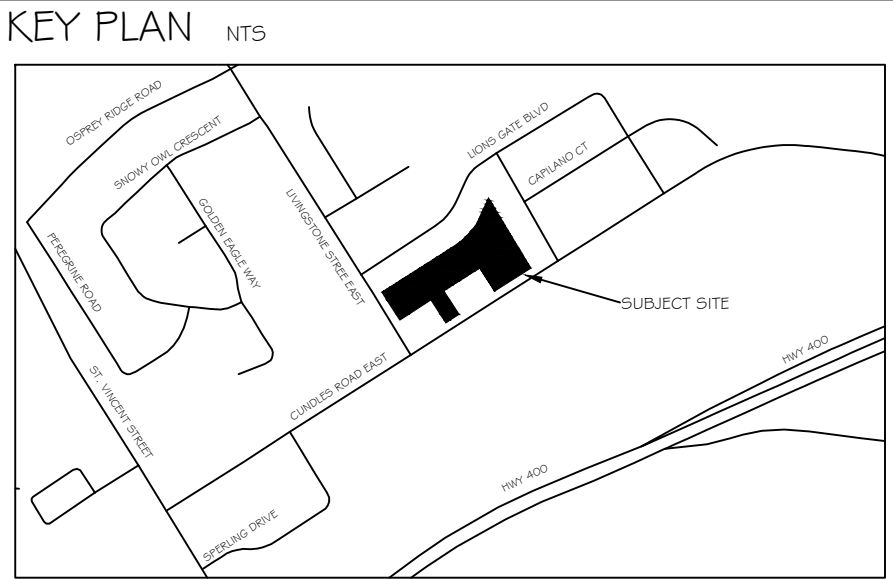 KEY PLAN NTS
OSPREY RIDGE ROAD
SNOWY OWL CRESCENT
LIONS GATE BLVD
CAPILANO CT
GOLDEN EAGLE WAY
LIVINGSTONE STREE EAST
PEREGRINE ROAD
SUBJECT SITE
HWY 400
ST. VINCENT STREET
CUNDLES ROAD EAST
HWY 400
SPERLING DRIVE